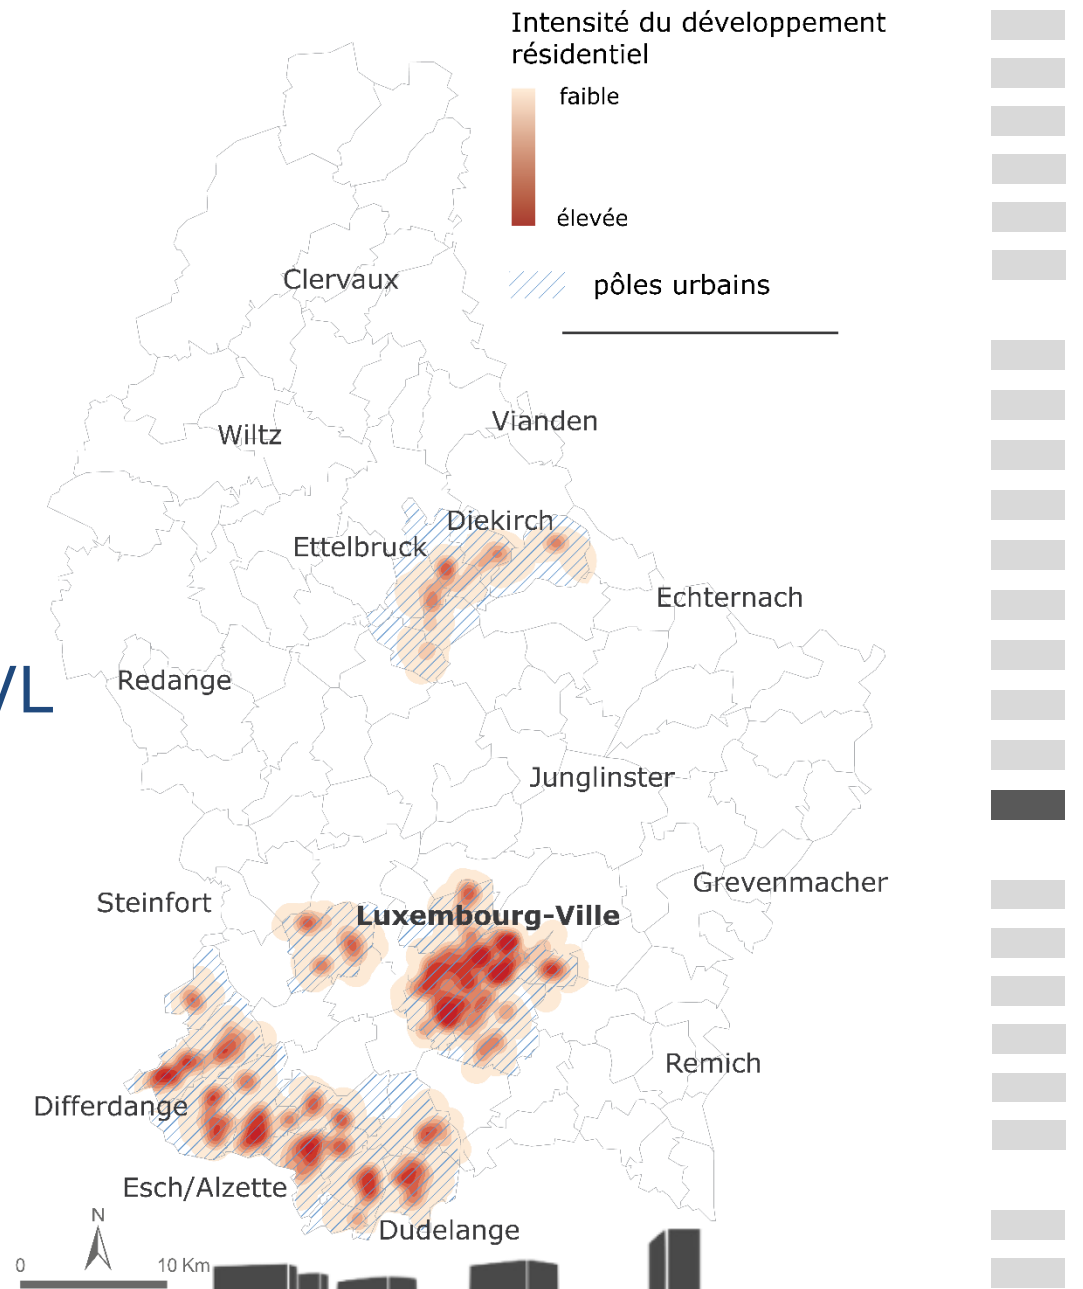 Intensité du développement
résidentiel
faible
élevée
pôles urbains
Clervaux
Vianden
Wiltz
Diekirch
Ettelbruck
Echternach
Redange
VL
Junglinster
Grevenmacher
Steinfort
Luxembourg-Ville
Remich
Differdange
Esch/Alzette
Dudelange
N
0
10 Km